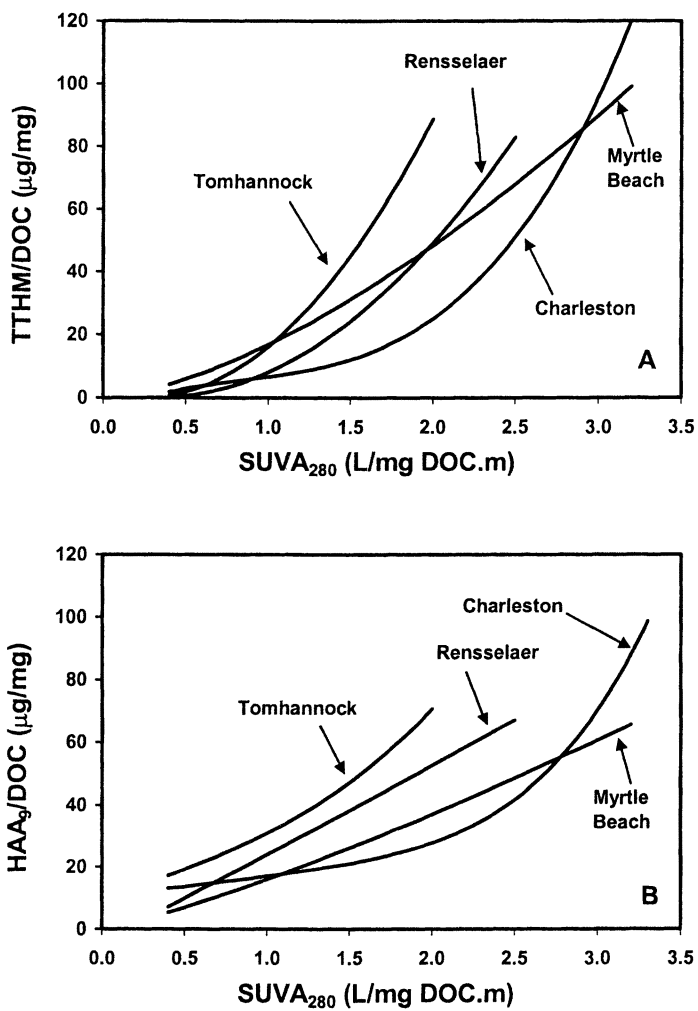 120
100
80
60
40
20
0
TTHM/DOC (µg/mg)
Rensselaer
Tomhannock
Myrtle
Beach
Charleston
A
0.0 0.5 1.0 1.5 2.0 2.5 3.0 3.5
SUVA280 (L/mg DOC.m)
120
100
80
60
40
20
0
HAA9/DOC (µg/mg)
Charleston
Rensselaer
Tomhannock
Myrtle
Beach
B
0.0 0.5 1.0 1.5 2.0 2.5 3.0 3.5
SUVA280 (L/mg DOC.m)